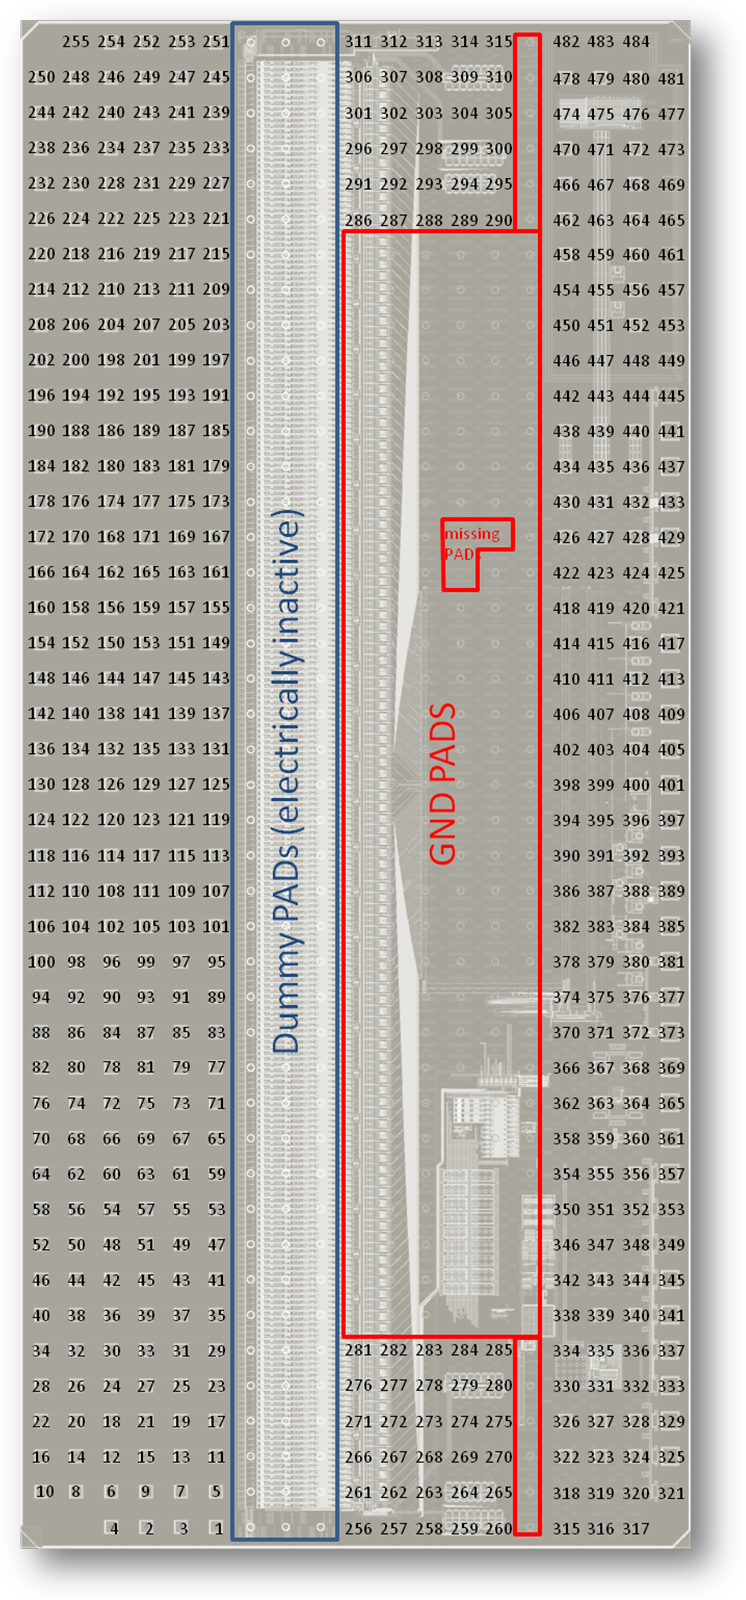 255 254 252 253 251 311 312 313 314 315 482 483 484
250 248 246 249 247 245 306 307 308 309 310 478 479 480 481
244 242 240 243 241 239 301 302 303 304 305 474 475 476 477
238 236 234 237 235 233 296 297 298 299 300 470 471 472 473
232 230 228 231 229 227 291 292 293 294 295 466 467 468 469
226 224 222 225 223 221 286 287 288 289 290 462 463 464 465
220 218 216 219 217 215 458 459 460 461
214 212 210 213 211 209 454 455 456 457
208 206 204 207 205 203 450 451 452 453
202 200 198 201 199 197 446 447 448 449
196 194 192 195 193 191 442 443 444 445
190 188 186 189 187 185 438 439 440 441
184 182 180 183 181 179 434 435 436 437
178 176 174 177 175 173 430 431 432 433
172 170 168 171 169 167 missing 426 427 428 429
PADs
166 164 162 165 163 161 422 423 424 425
160 158 156 159 157 155 418 419 420 421
154 152 150 153 151 149 414 415 416 417
148 146 144 147 145 143 410 411 412 413
142 140 138 141 139 137 406 407 408 409
136 134 132 135 133 131 402 403 404 405
Dummy PADs (electrically inactive)
GND PADS
130 128 126 129 127 125 398 399 400 401
124 122 120 123 121 119 394 395 396 397
118 116 114 117 115 113 390 391 392 393
112 110 108 111 109 107 386 387 388 389
106 104 102 105 103 101 382 383 384 385
100 98 96 99 97 95 378 379 380 381
94 92 90 93 91 89 374 375 376 377
88 86 84 87 85 83 370 371 372 373
82 80 78 81 79 77 366 367 368 369
76 74 72 75 73 71 362 363 364 365
70 68 66 69 67 65 358 359 360 361
64 62 60 63 61 59 354 355 356 357
58 56 54 57 55 53 350 351 352 353
52 50 48 51 49 47 346 347 348 349
46 44 42 45 43 41 342 343 344 345
40 38 36 39 37 35 338 339 340 341
34 32 30 33 31 29 281 282 283 284 285 334 335 336 337
28 26 24 27 25 23 276 277 278 279 280 330 331 332 333
22 20 18 21 19 17 271 272 273 274 275 326 327 328 329
16 14 12 15 13 11 266 267 268 269 270 322 323 324 325
10 8 6 9 7 5 261 262 263 264 265 318 319 320 321
4 2 3 1 256 257 258 259 260 315 316 317